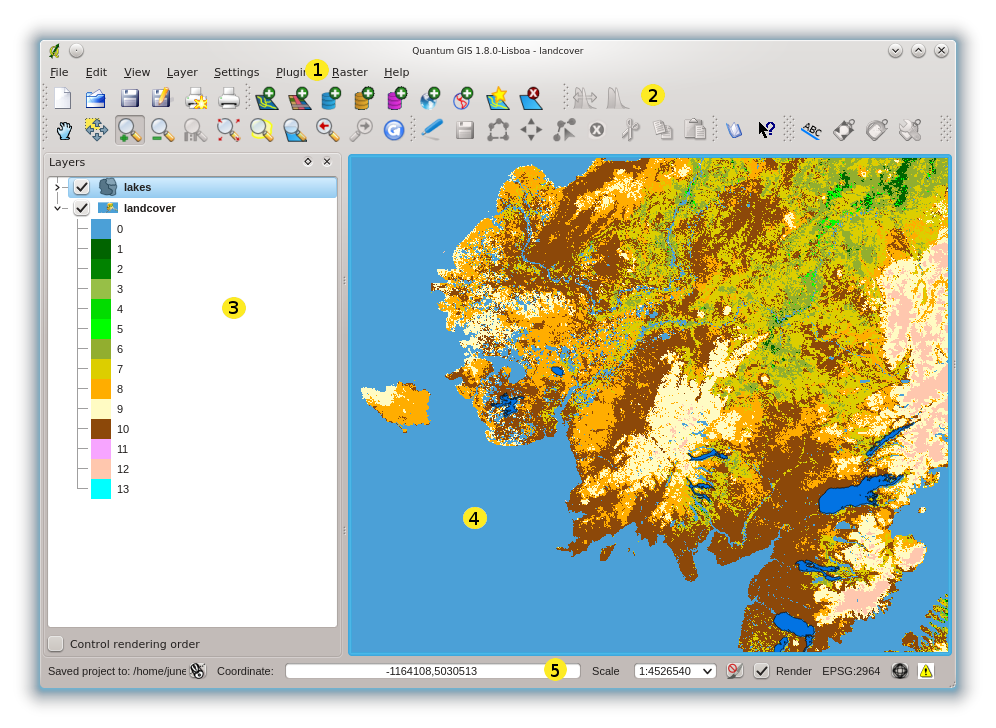 Quantum GIS 1.8.0-Lisboa - landcover
File Edit View Layer Settings Plugin 1 Raster Help
2
ABC
Layers
lakes
landcover
0
1
2
3
4
5
6
7
8
9
10
11
12
13
3
4
Control rendering order
Saved project to: /home/june Coordinate: -1164108,5030513 5 Scale 1:4526540 Render EPSG:2964